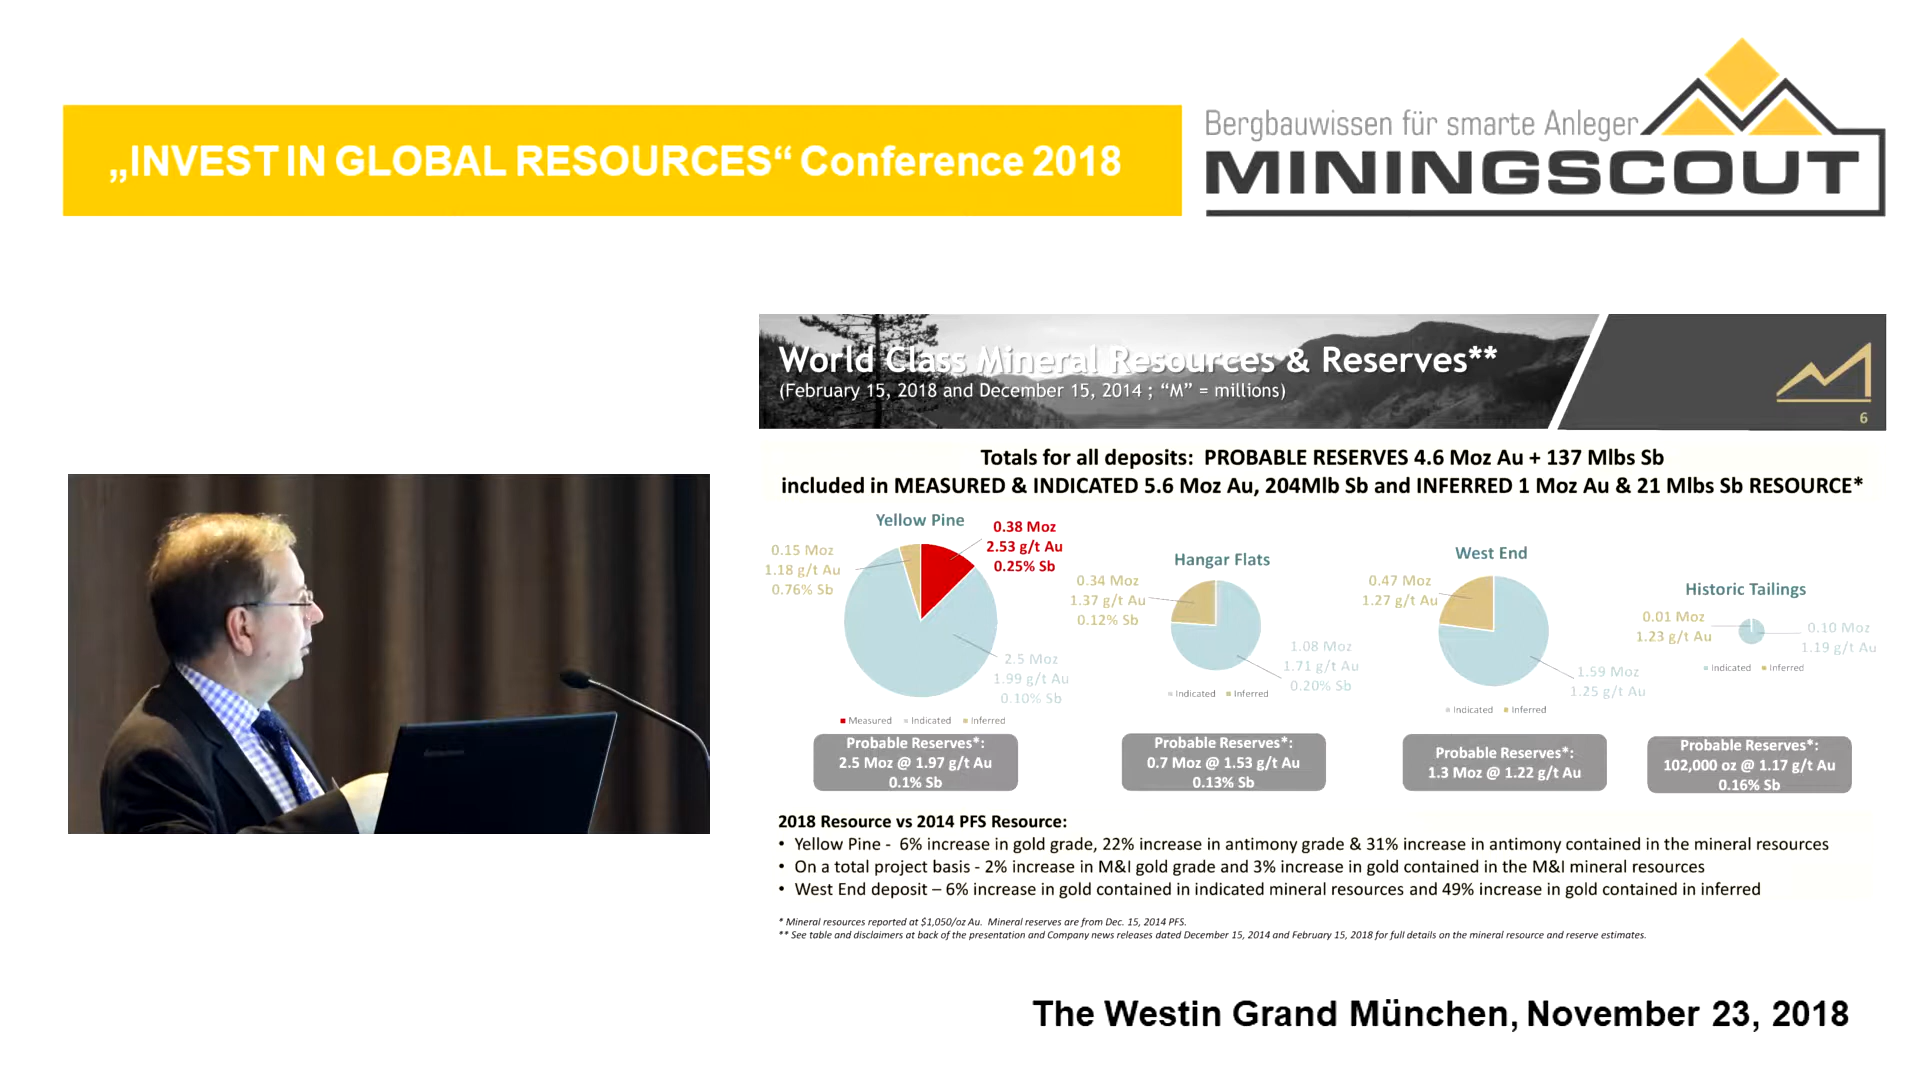 „INVEST IN GLOBAL RESOURCES“ Conference 2018
Bergbauwissen für smarte Anleger
MININGSCOUT
World Class Mineral Resources & Reserves**
(February 15, 2018 and December 15, 2014 ; “M” = millions)
6
Totals for all deposits: PROBABLE RESERVES 4.6 Moz Au + 137 Mlbs Sb
included in MEASURED & INDICATED 5.6 Moz Au, 204Mlb Sb and INFERRED 1 Moz Au & 21 Mlbs Sb RESOURCE*
Yellow Pine
0.38 Moz
2.53 g/t Au
0.25% Sb
0.15 Moz
1.18 g/t Au
0.76% Sb
2.5 Moz
1.99 g/t Au
0.10% Sb
Measured Indicated Inferred
Probable Reserves*:
2.5 Moz @ 1.97 g/t Au
0.1% Sb
Hangar Flats
0.34 Moz
1.37 g/t Au
0.12% Sb
1.08 Moz
1.71 g/t Au
0.20% Sb
Indicated Inferred
Probable Reserves*:
0.7 Moz @ 1.53 g/t Au
0.13% Sb
West End
0.47 Moz
1.27 g/t Au
1.59 Moz
1.25 g/t Au
Indicated Inferred
Probable Reserves*:
1.3 Moz @ 1.22 g/t Au
Historic Tailings
0.01 Moz
1.23 g/t Au
0.10 Moz
1.19 g/t Au
Indicated Inferred
Probable Reserves*:
102,000 oz @ 1.17 g/t Au
0.16% Sb
2018 Resource vs 2014 PFS Resource:
• Yellow Pine - 6% increase in gold grade, 22% increase in antimony grade & 31% increase in antimony contained in the mineral resources
• On a total project basis - 2% increase in M&I gold grade and 3% increase in gold contained in the M&I mineral resources
• West End deposit – 6% increase in gold contained in indicated mineral resources and 49% increase in gold contained in inferred
* Mineral resources reported at $1,050/oz Au. Mineral reserves are from Dec. 15, 2014 PFS.
** See table and disclaimers at back of the presentation and Company news releases dated December 15, 2014 and February 15, 2018 for full details on the mineral resource and reserve estimates.
The Westin Grand München, November 23, 2018